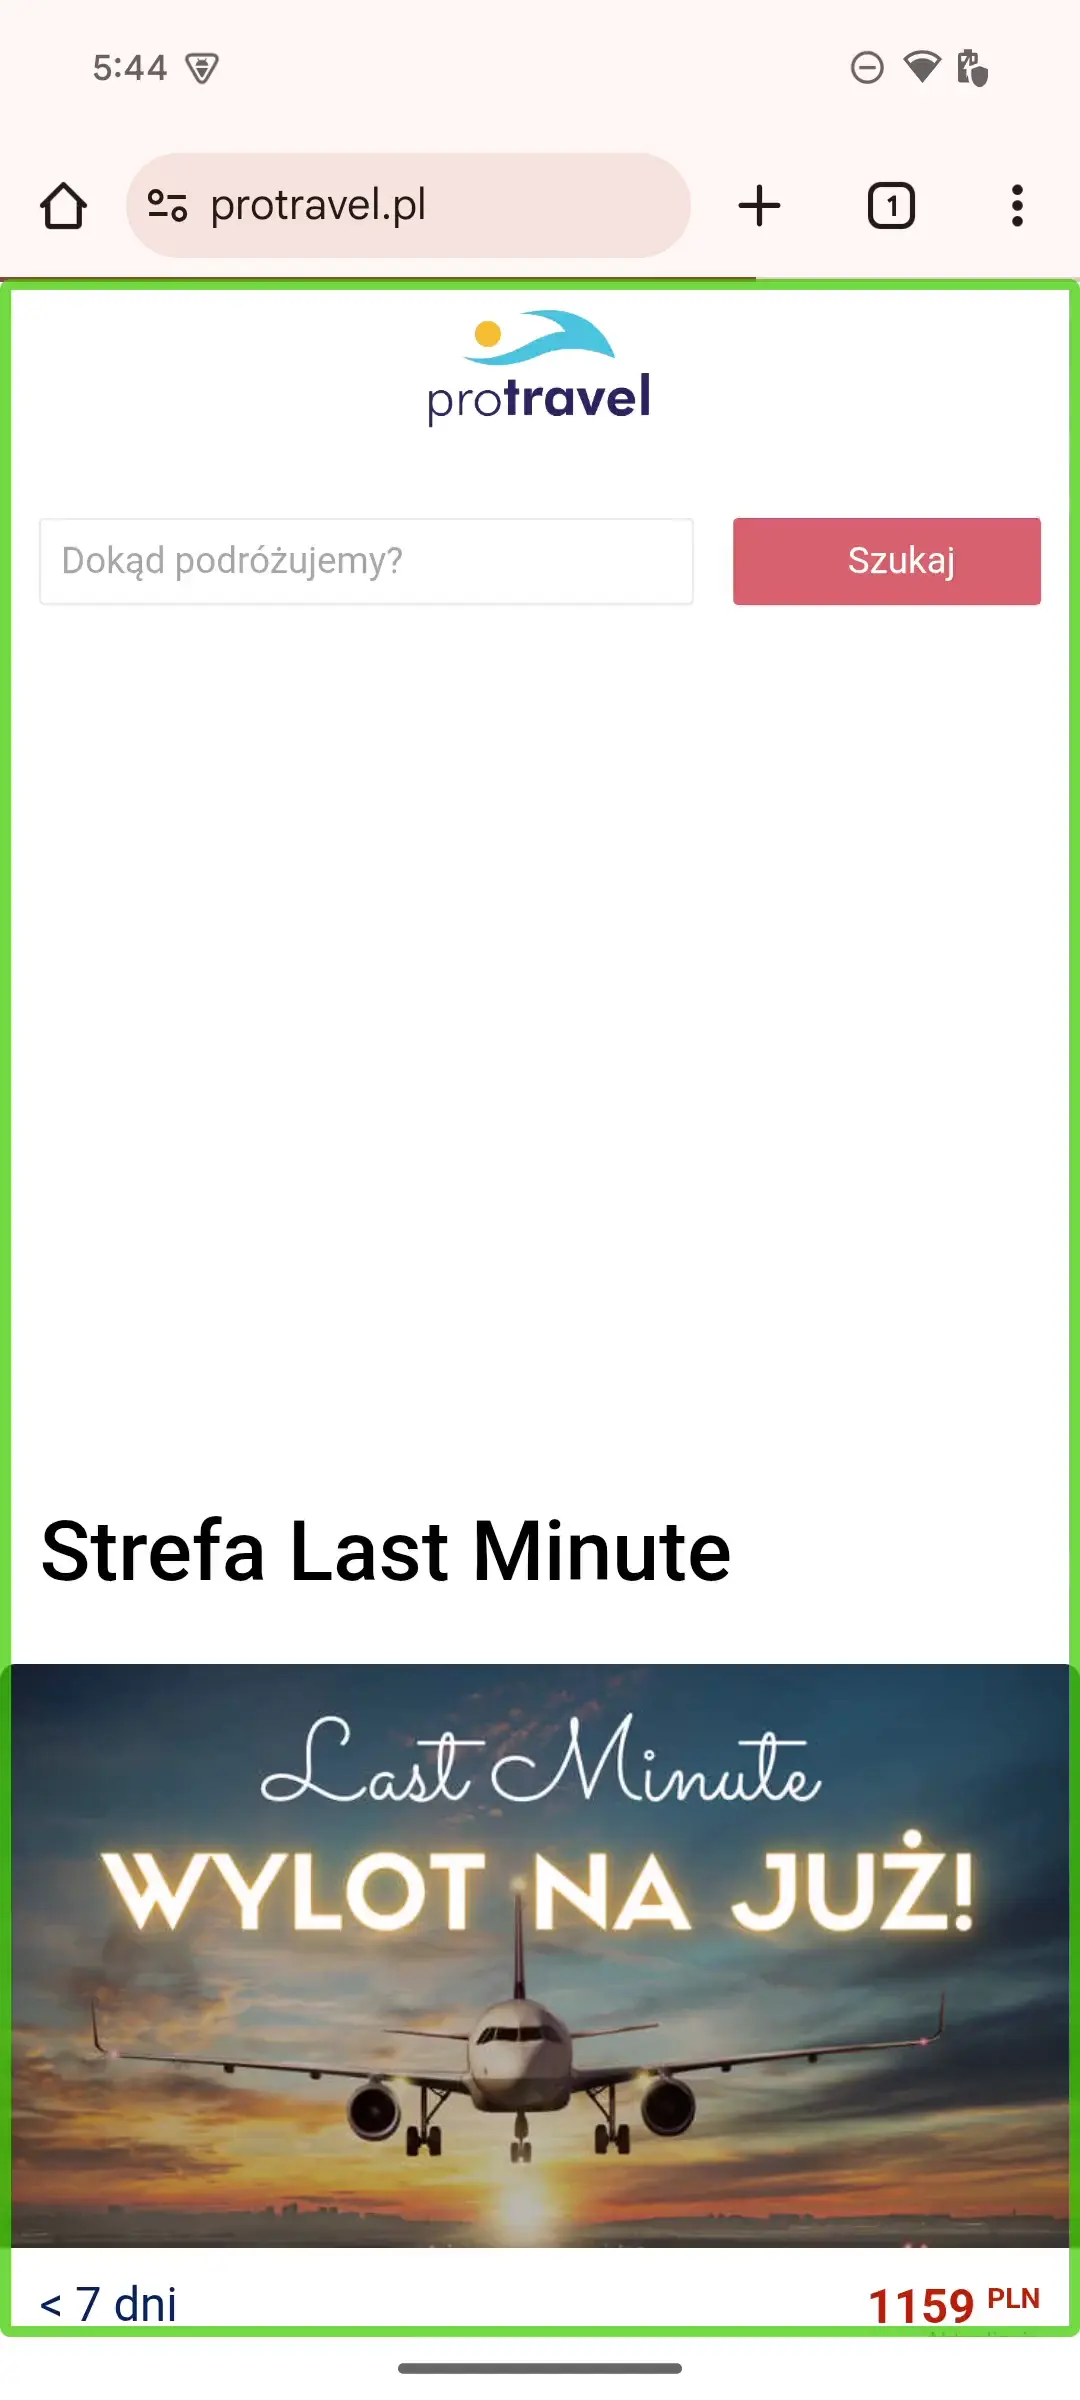 5:44
protravel.pl
1
protravel
Dokąd podróżujemy?
Szukaj
Strefa Last Minute
Last Minute
WYLOT NA JUŻ!
< 7 dni
1159 PLN